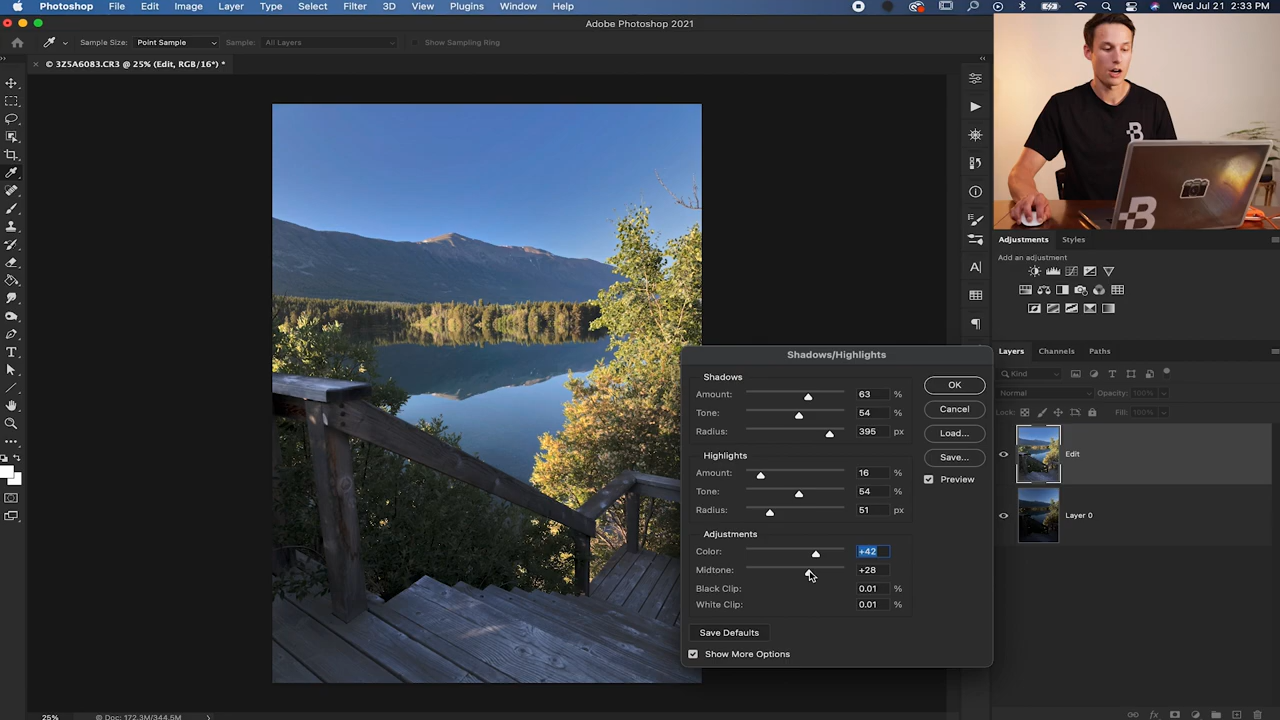 Photoshop File Edit Image Layer Type Select Filter 3D View Plugins Window Help Wed Jul 21 2:33 PM
Adobe Photoshop 2021
Sample Size: Point Sample Sample: All Layers Show Sampling Ring
© 3Z5A6083.CR3 @ 25% (Edit, RGB/16*) *
Adjustments Styles
Add an adjustment
Layers Channels Paths
Kind
Normal Opacity: 100%
Lock: Fill: 100%
Edit
Layer 0
Shadows/Highlights
Shadows
Amount: 63 %
Tone: 54 %
Radius: 395 px
Highlights
Amount: 16 %
Tone: 54 %
Radius: 51 px
Adjustments
Color: +42
Midtone: +28
Black Clip: 0.01 %
White Clip: 0.01 %
OK
Cancel
Load...
Save...
Preview
Save Defaults
Show More Options
25% Doc: 172.3M/344.5M